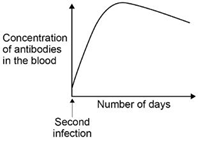 Concentration
of antibodies
in the blood
Number of days
Second
infection